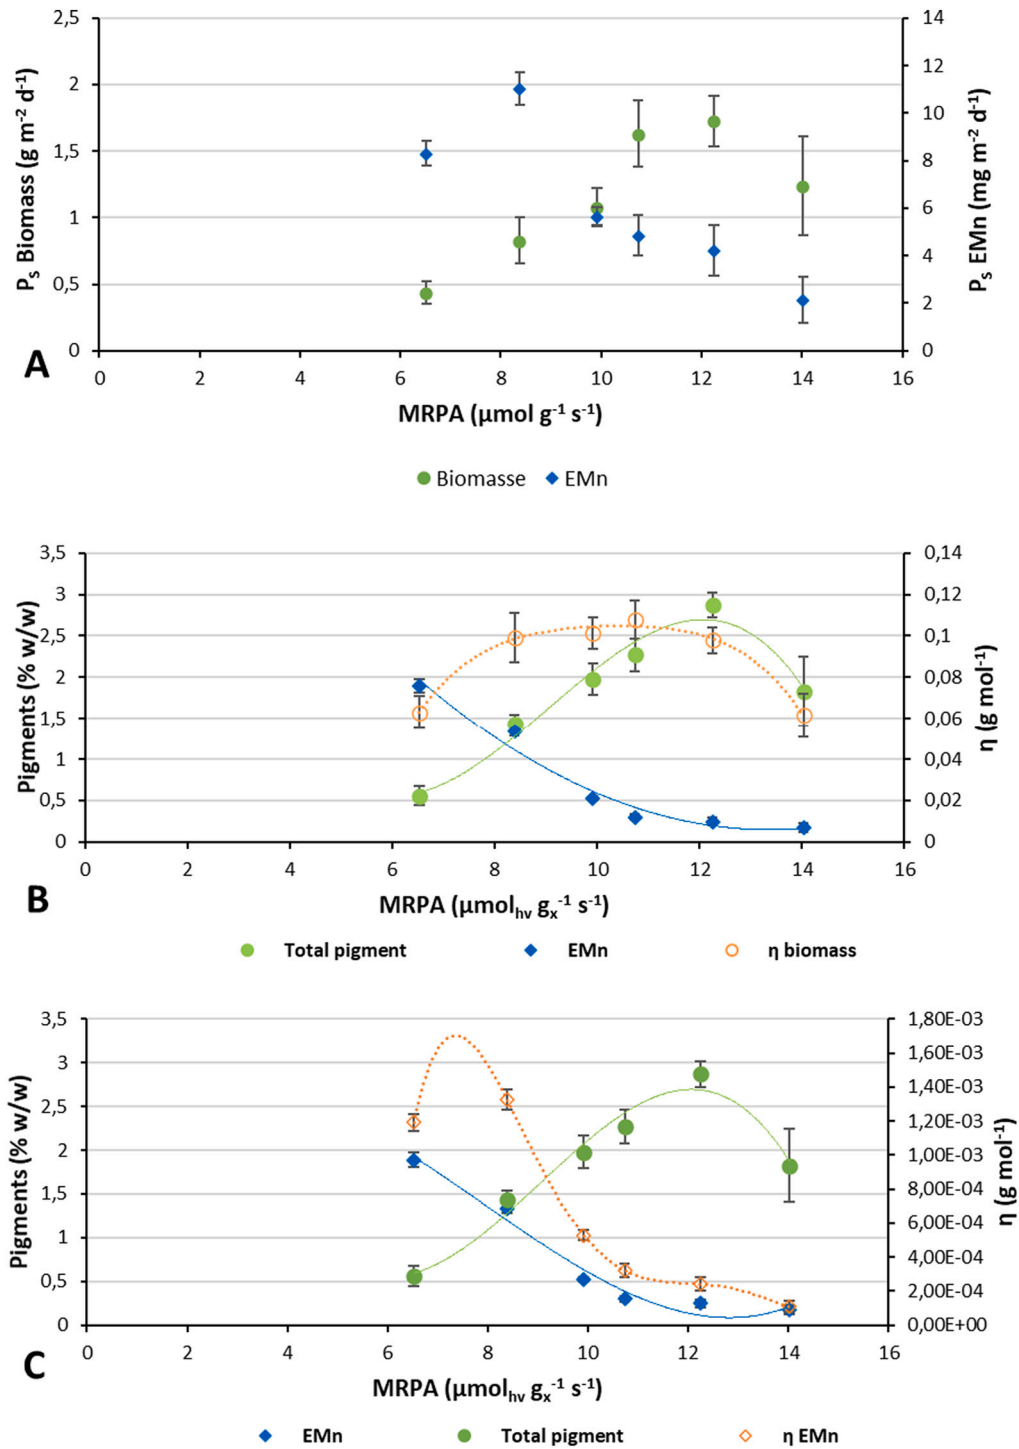 2,5
2
1,5
1
0,5
0
P_S Biomass (g m⁻² d⁻¹)
14
12
10
8
6
4
2
0
P_S EMn (mg m⁻² d⁻¹)
A
0 2 4 6 8 10 12 14 16
MRPA (µmol g⁻¹ s⁻¹)
Biomasse EMn
3,5
3
2,5
2
1,5
1
0,5
0
Pigments (% w/w)
0,14
0,12
0,1
0,08
0,06
0,04
0,02
0
η (g mol⁻¹)
0 2 4 6 8 10 12 14 16
B
MRPA (µmol_hv g_x⁻¹ s⁻¹)
Total pigment EMn η biomass
3,5
3
2,5
2
1,5
1
0,5
0
Pigments (% w/w)
1,80E-03
1,60E-03
1,40E-03
1,20E-03
1,00E-03
8,00E-04
6,00E-04
4,00E-04
2,00E-04
0,00E+00
η (g mol⁻¹)
0 2 4 6 8 10 12 14 16
C
MRPA (µmol_hv g_x⁻¹ s⁻¹)
EMn Total pigment η EMn